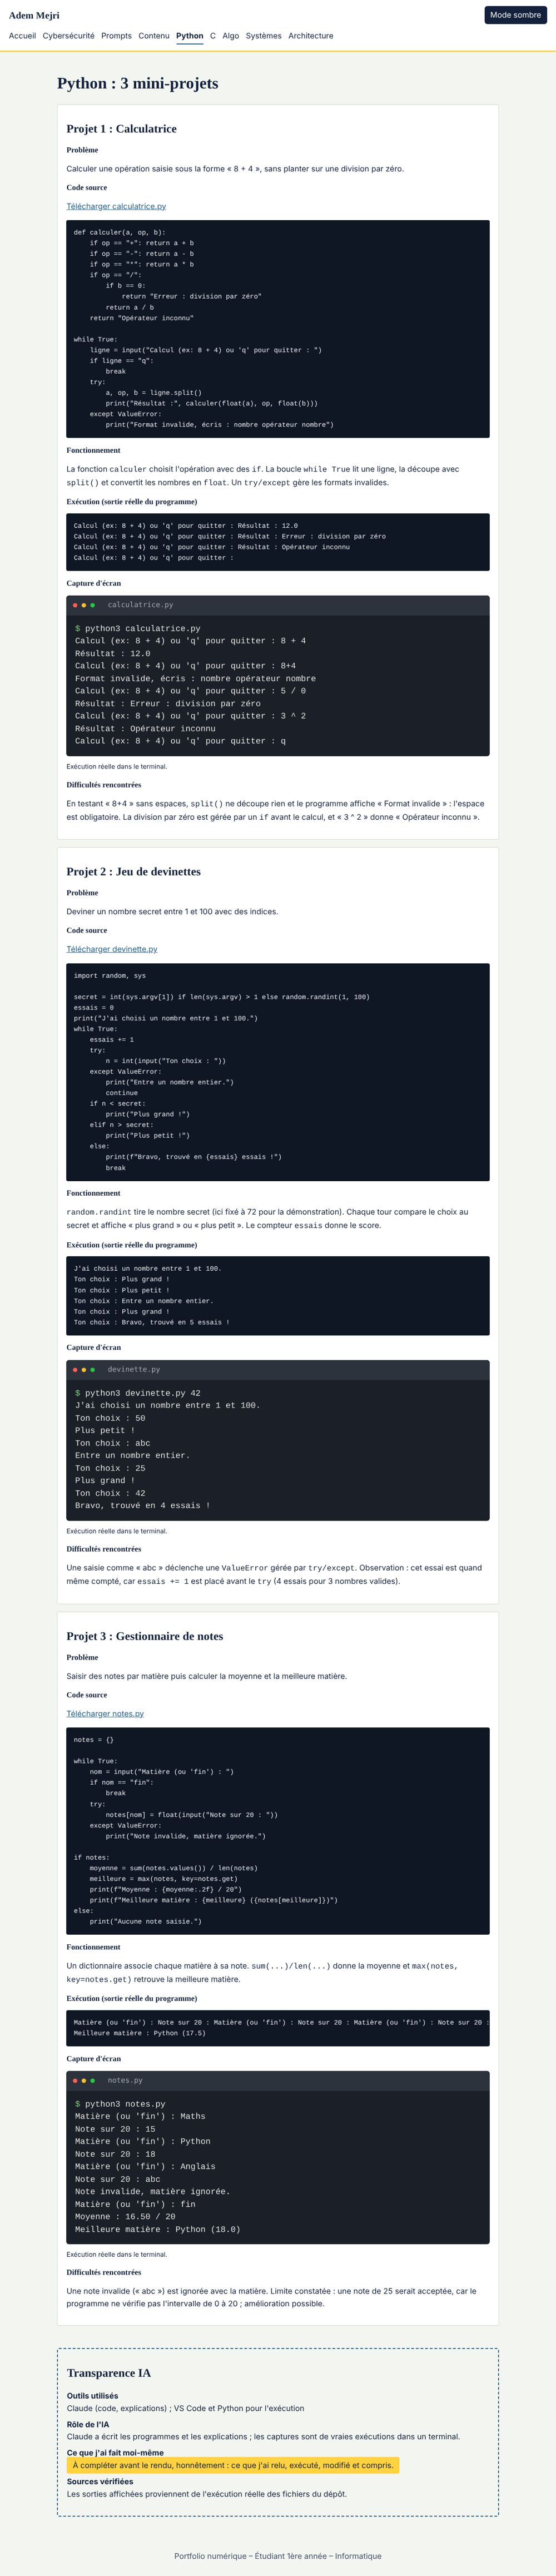 Adem Mejri
Mode sombre
Accueil Cybersécurité Prompts Contenu Python C Algo Systèmes Architecture
Python : 3 mini-projets
Projet 1 : Calculatrice
Problème
Calculer une opération saisie sous la forme « 8 + 4 », sans planter sur une division par zéro.
Code source
Télécharger calculatrice.py
def calculer(a, op, b):
    if op == "+": return a + b
    if op == "-": return a - b
    if op == "*": return a * b
    if op == "/":
        if b == 0:
            return "Erreur : division par zéro"
        return a / b
    return "Opérateur inconnu"
while True:
    ligne = input("Calcul (ex: 8 + 4) ou 'q' pour quitter : ")
    if ligne == "q":
        break
    try:
        a, op, b = ligne.split()
        print("Résultat :", calculer(float(a), op, float(b)))
    except ValueError:
        print("Format invalide, écris : nombre opérateur nombre")
Fonctionnement
La fonction calculer choisit l'opération avec des if. La boucle while True lit une ligne, la découpe avec
split() et convertit les nombres en float. Un try/except gère les formats invalides.
Exécution (sortie réelle du programme)
Calcul (ex: 8 + 4) ou 'q' pour quitter : Résultat : 12.0
Calcul (ex: 8 + 4) ou 'q' pour quitter : Résultat : Erreur : division par zéro
Calcul (ex: 8 + 4) ou 'q' pour quitter : Résultat : Opérateur inconnu
Calcul (ex: 8 + 4) ou 'q' pour quitter :
Capture d'écran
calculatrice.py
$ python3 calculatrice.py
Calcul (ex: 8 + 4) ou 'q' pour quitter : 8 + 4
Résultat : 12.0
Calcul (ex: 8 + 4) ou 'q' pour quitter : 8+4
Format invalide, écris : nombre opérateur nombre
Calcul (ex: 8 + 4) ou 'q' pour quitter : 5 / 0
Résultat : Erreur : division par zéro
Calcul (ex: 8 + 4) ou 'q' pour quitter : 3 ^ 2
Résultat : Opérateur inconnu
Calcul (ex: 8 + 4) ou 'q' pour quitter : q
Exécution réelle dans le terminal.
Difficultés rencontrées
En testant « 8+4 » sans espaces, split() ne découpe rien et le programme affiche « Format invalide » : l'espace
est obligatoire. La division par zéro est gérée par un if avant le calcul, et « 3 ^ 2 » donne « Opérateur inconnu ».
Projet 2 : Jeu de devinettes
Problème
Deviner un nombre secret entre 1 et 100 avec des indices.
Code source
Télécharger devinette.py
import random, sys
secret = int(sys.argv[1]) if len(sys.argv) > 1 else random.randint(1, 100)
essais = 0
print("J'ai choisi un nombre entre 1 et 100.")
while True:
    essais += 1
    try:
        n = int(input("Ton choix : "))
    except ValueError:
        print("Entre un nombre entier.")
        continue
    if n < secret:
        print("Plus grand !")
    elif n > secret:
        print("Plus petit !")
    else:
        print(f"Bravo, trouvé en {essais} essais !")
        break
Fonctionnement
random.randint tire le nombre secret (ici fixé à 72 pour la démonstration). Chaque tour compare le choix au
secret et affiche « plus grand » ou « plus petit ». Le compteur essais donne le score.
Exécution (sortie réelle du programme)
J'ai choisi un nombre entre 1 et 100.
Ton choix : Plus grand !
Ton choix : Plus petit !
Ton choix : Entre un nombre entier.
Ton choix : Plus grand !
Ton choix : Bravo, trouvé en 5 essais !
Capture d'écran
devinette.py
$ python3 devinette.py 42
J'ai choisi un nombre entre 1 et 100.
Ton choix : 50
Plus petit !
Ton choix : abc
Entre un nombre entier.
Ton choix : 25
Plus grand !
Ton choix : 42
Bravo, trouvé en 4 essais !
Exécution réelle dans le terminal.
Difficultés rencontrées
Une saisie comme « abc » déclenche une ValueError gérée par try/except. Observation : cet essai est quand
même compté, car essais += 1 est placé avant le try (4 essais pour 3 nombres valides).
Projet 3 : Gestionnaire de notes
Problème
Saisir des notes par matière puis calculer la moyenne et la meilleure matière.
Code source
Télécharger notes.py
notes = {}
while True:
    nom = input("Matière (ou 'fin') : ")
    if nom == "fin":
        break
    try:
        notes[nom] = float(input("Note sur 20 : "))
    except ValueError:
        print("Note invalide, matière ignorée.")
if notes:
    moyenne = sum(notes.values()) / len(notes)
    meilleure = max(notes, key=notes.get)
    print(f"Moyenne : {moyenne:.2f} / 20")
    print(f"Meilleure matière : {meilleure} ({notes[meilleure]})")
else:
    print("Aucune note saisie.")
Fonctionnement
Un dictionnaire associe chaque matière à sa note. sum(...)/len(...) donne la moyenne et max(notes,
key=notes.get) retrouve la meilleure matière.
Exécution (sortie réelle du programme)
Matière (ou 'fin') : Note sur 20 : Matière (ou 'fin') : Note sur 20 : Matière (ou 'fin') : Note sur 20 :
Meilleure matière : Python (17.5)
Capture d'écran
notes.py
$ python3 notes.py
Matière (ou 'fin') : Maths
Note sur 20 : 15
Matière (ou 'fin') : Python
Note sur 20 : 18
Matière (ou 'fin') : Anglais
Note sur 20 : abc
Note invalide, matière ignorée.
Matière (ou 'fin') : fin
Moyenne : 16.50 / 20
Meilleure matière : Python (18.0)
Exécution réelle dans le terminal.
Difficultés rencontrées
Une note invalide (« abc ») est ignorée avec la matière. Limite constatée : une note de 25 serait acceptée, car le
programme ne vérifie pas l'intervalle de 0 à 20 ; amélioration possible.
Transparence IA
Outils utilisés
Claude (code, explications) ; VS Code et Python pour l'exécution
Rôle de l'IA
Claude a écrit les programmes et les explications ; les captures sont de vraies exécutions dans un terminal.
Ce que j'ai fait moi-même
À compléter avant le rendu, honnêtement : ce que j'ai relu, exécuté, modifié et compris.
Sources vérifiées
Les sorties affichées proviennent de l'exécution réelle des fichiers du dépôt.
Portfolio numérique – Étudiant 1ère année – Informatique